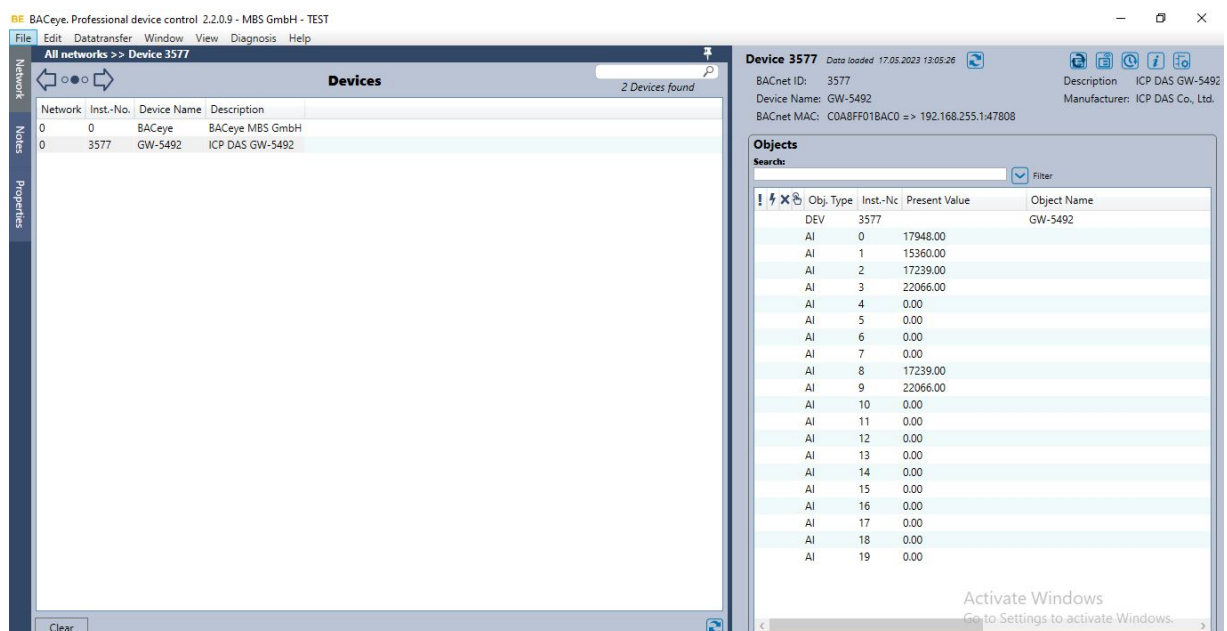 BE BACeye. Professional device control 2.2.0.9 - MBS GmbH - TEST
File Edit Datatransfer Window View Diagnosis Help
Network
Notes
Properties
All networks >> Device 3577
Devices
2 Devices found
Network Inst.-No. Device Name Description
0 0 BACeye BACeye MBS GmbH
0 3577 GW-5492 ICP DAS GW-5492
Clear
Device 3577 Data loaded 17.05.2023 13:05:26
BACnet ID: 3577 Description ICP DAS GW-5492
Device Name: GW-5492 Manufacturer: ICP DAS Co., Ltd.
BACnet MAC: C0A8FF01BAC0 => 192.168.255.1:47808
Objects
Search:
Filter
Obj. Type Inst.-Nc Present Value Object Name
DEV 3577 GW-5492
AI 0 17948.00
AI 1 15360.00
AI 2 17239.00
AI 3 22066.00
AI 4 0.00
AI 5 0.00
AI 6 0.00
AI 7 0.00
AI 8 17239.00
AI 9 22066.00
AI 10 0.00
AI 11 0.00
AI 12 0.00
AI 13 0.00
AI 14 0.00
AI 15 0.00
AI 16 0.00
AI 17 0.00
AI 18 0.00
AI 19 0.00
Activate Windows
Go to Settings to activate Windows.